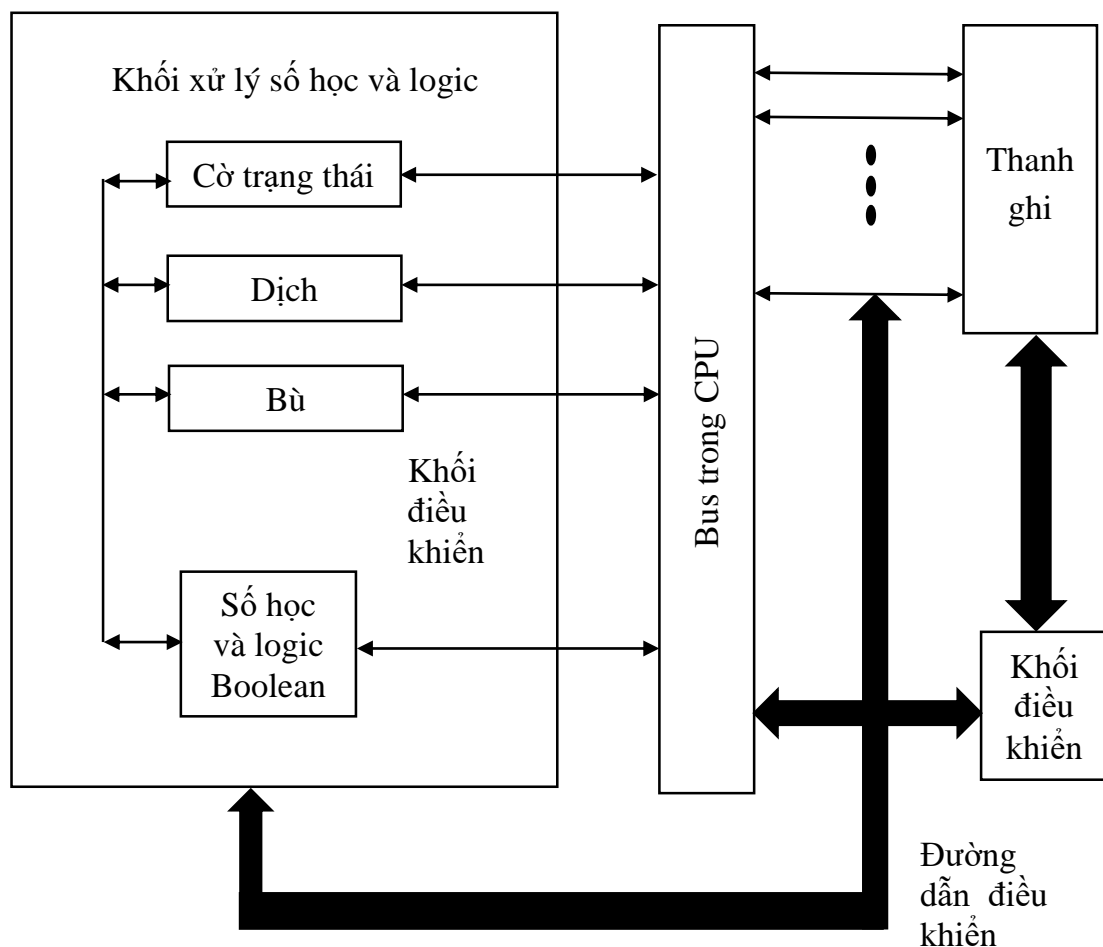 Khối xử lý số học và logic
Cờ trạng thái
Dịch
Bù
Khối
điều
khiển
Số học
và logic
Boolean
Bus trong CPU
Thanh
ghi
Khối
điều
khiển
Đường
dẫn điều
khiển